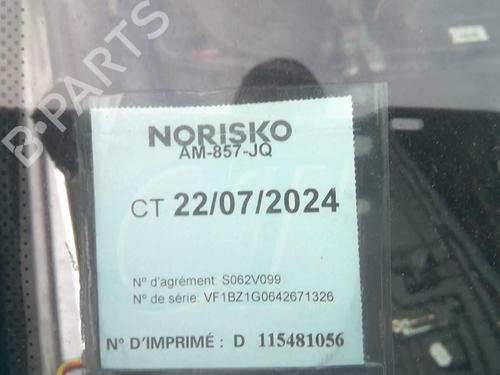 B-PARTS
NORISKO
AM-857-JQ
CT 22/07/2024
N° d'agrément: S062V099
N° de série: VF1BZ1G0642671326
N° D'IMPRIMÉ : D 115481056